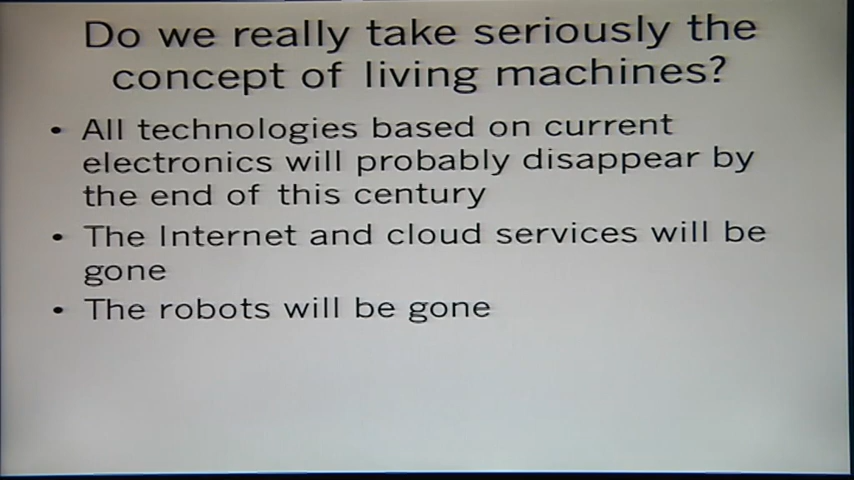 Do we really take seriously the
concept of living machines?
• All technologies based on current
electronics will probably disappear by
the end of this century
• The Internet and cloud services will be
gone
• The robots will be gone